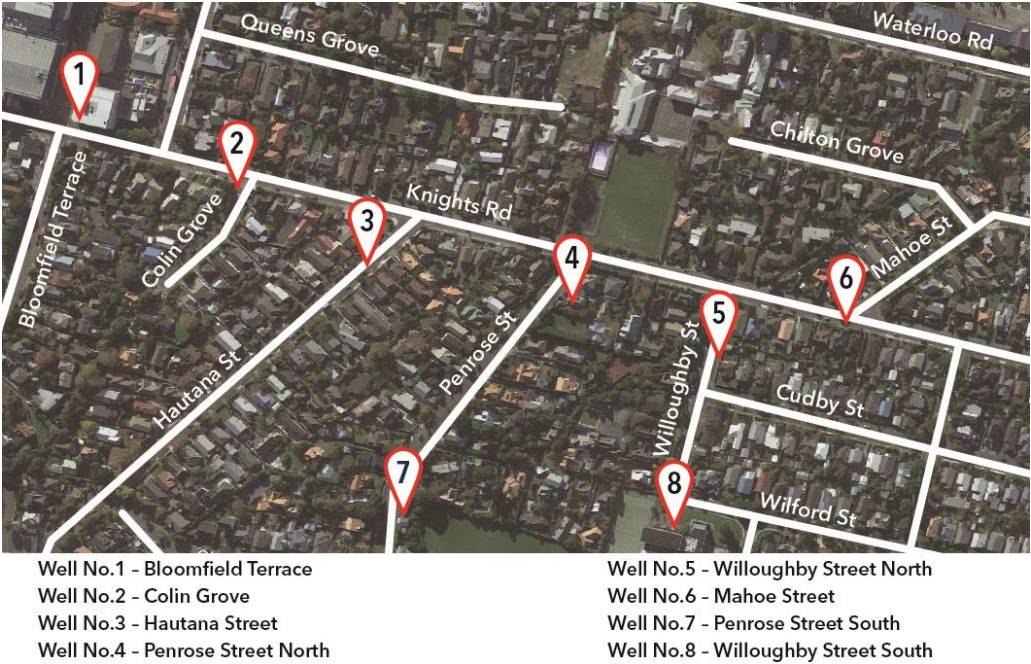 Waterloo Rd
Queens Grove
1
Chilton Grove
2
Knights Rd
3
Colin Grove
Bloomfield Terrace
Mahoe St
4
6
5
Penrose St
Willoughby St
Hautana St
Cudby St
7
8
Wilford St
Well No.1 – Bloomfield Terrace
Well No.2 – Colin Grove
Well No.3 – Hautana Street
Well No.4 – Penrose Street North
Well No.5 – Willoughby Street North
Well No.6 – Mahoe Street
Well No.7 – Penrose Street South
Well No.8 – Willoughby Street South